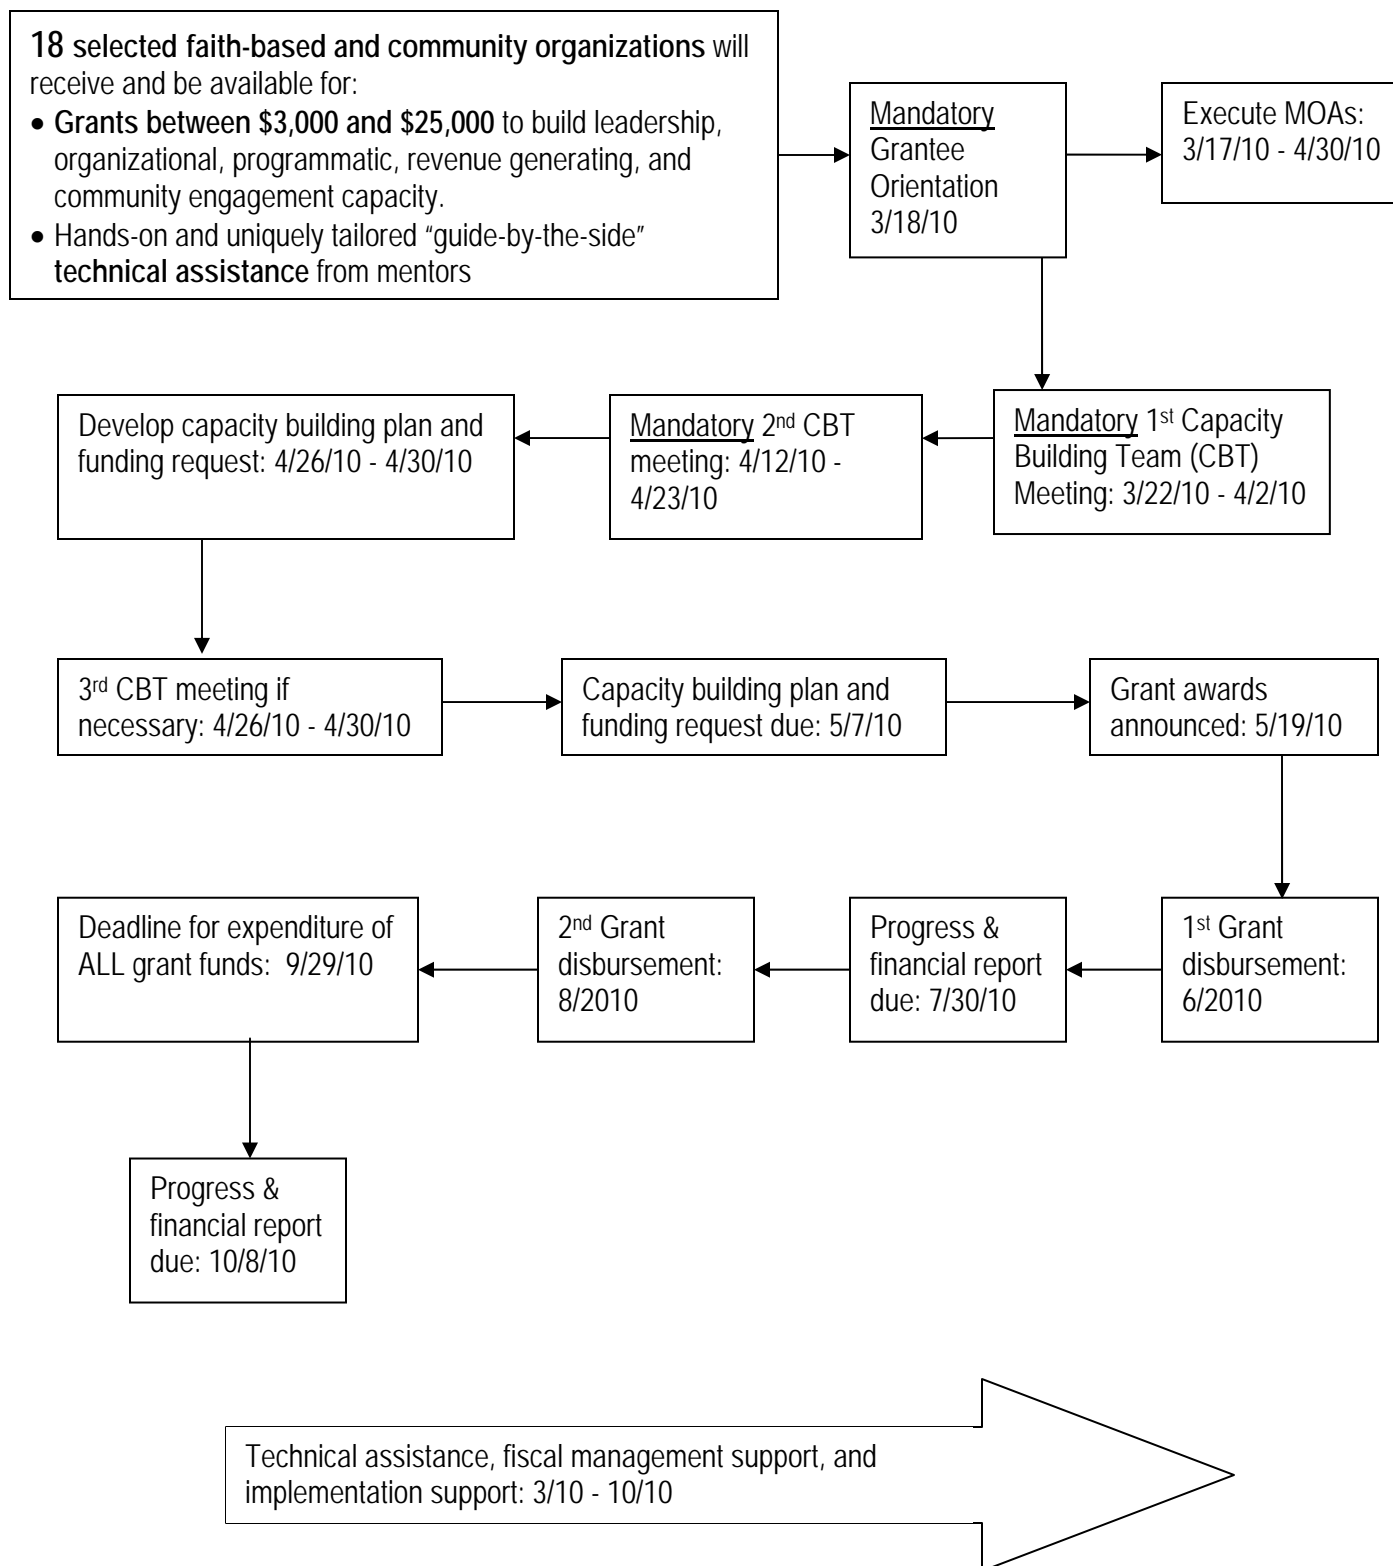 18 selected faith-based and community organizations will
receive and be available for:
• Grants between $3,000 and $25,000 to build leadership,
organizational, programmatic, revenue generating, and
community engagement capacity.
• Hands-on and uniquely tailored “guide-by-the-side”
technical assistance from mentors
Mandatory
Grantee
Orientation
3/18/10
Execute MOAs:
3/17/10 - 4/30/10
Mandatory 1st Capacity
Building Team (CBT)
Meeting: 3/22/10 - 4/2/10
Mandatory 2nd CBT
meeting: 4/12/10 -
4/23/10
Develop capacity building plan and
funding request: 4/26/10 - 4/30/10
3rd CBT meeting if
necessary: 4/26/10 - 4/30/10
Capacity building plan and
funding request due: 5/7/10
Grant awards
announced: 5/19/10
1st Grant
disbursement:
6/2010
Progress &
financial report
due: 7/30/10
2nd Grant
disbursement:
8/2010
Deadline for expenditure of
ALL grant funds:  9/29/10
Progress &
financial report
due: 10/8/10
Technical assistance, fiscal management support, and
implementation support: 3/10 - 10/10